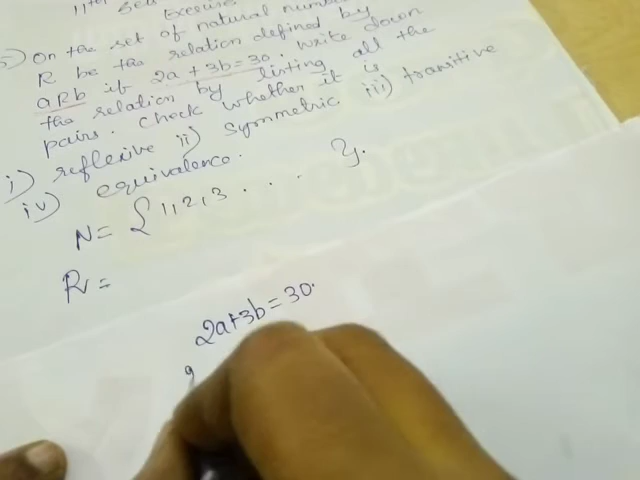 11th
Exercise
5) On the set of natural number
R be the relation defined by
aRb if 2a + 3b = 30. Write down
the relation by listing all the
pairs. Check whether it is
i) reflexive ii) symmetric iii) transitive
iv) equivalence.
N = { 1, 2, 3 . . . }.
R =
2a+3b = 30.